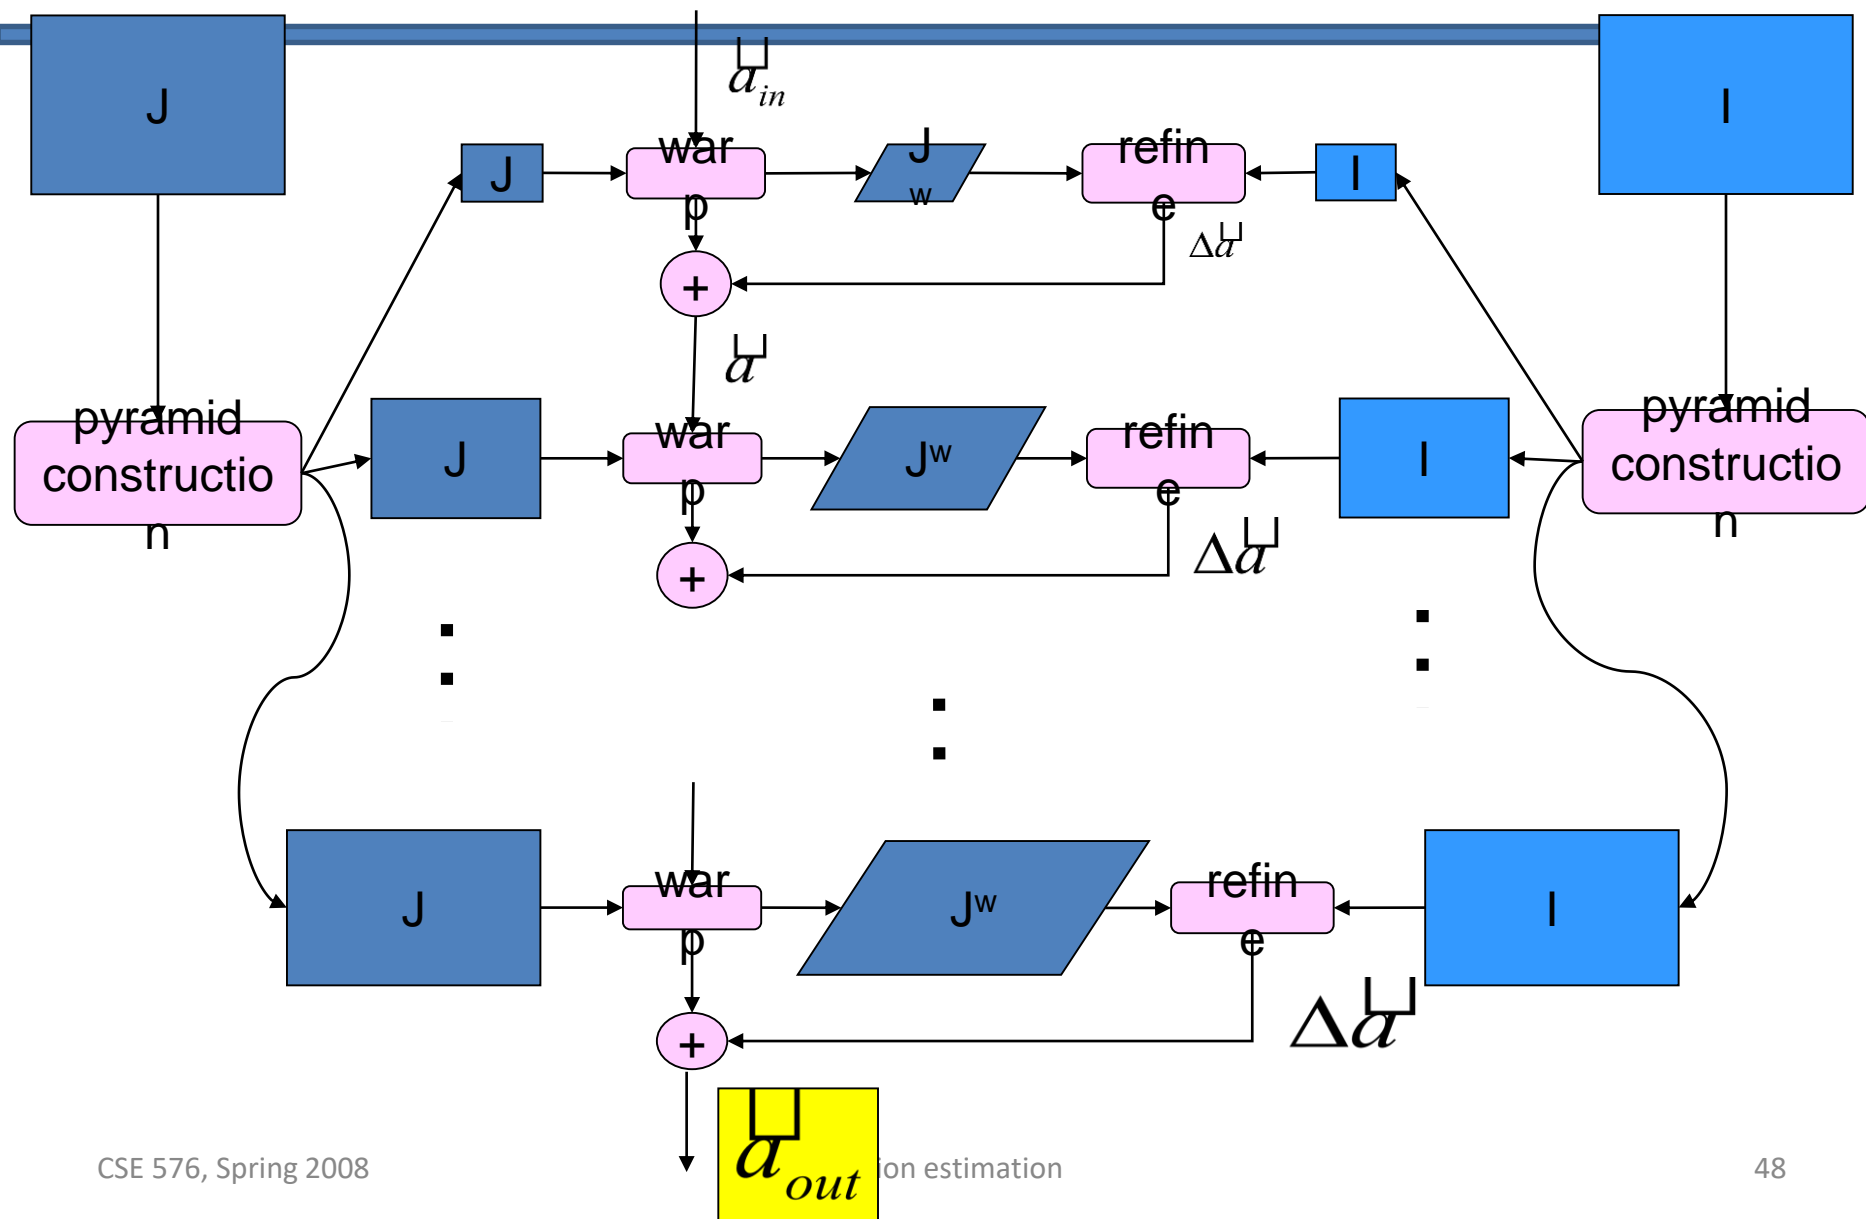 J
I
a in
J
war
p
J
w
refin
e
I
Δa
+
a
pyramid
constructio
n
J
war
p
Jw
refin
e
I
pyramid
constructio
n
+
Δa
J
war
p
Jw
refin
e
I
+
Δa
a out
CSE 576, Spring 2008
ion estimation
48